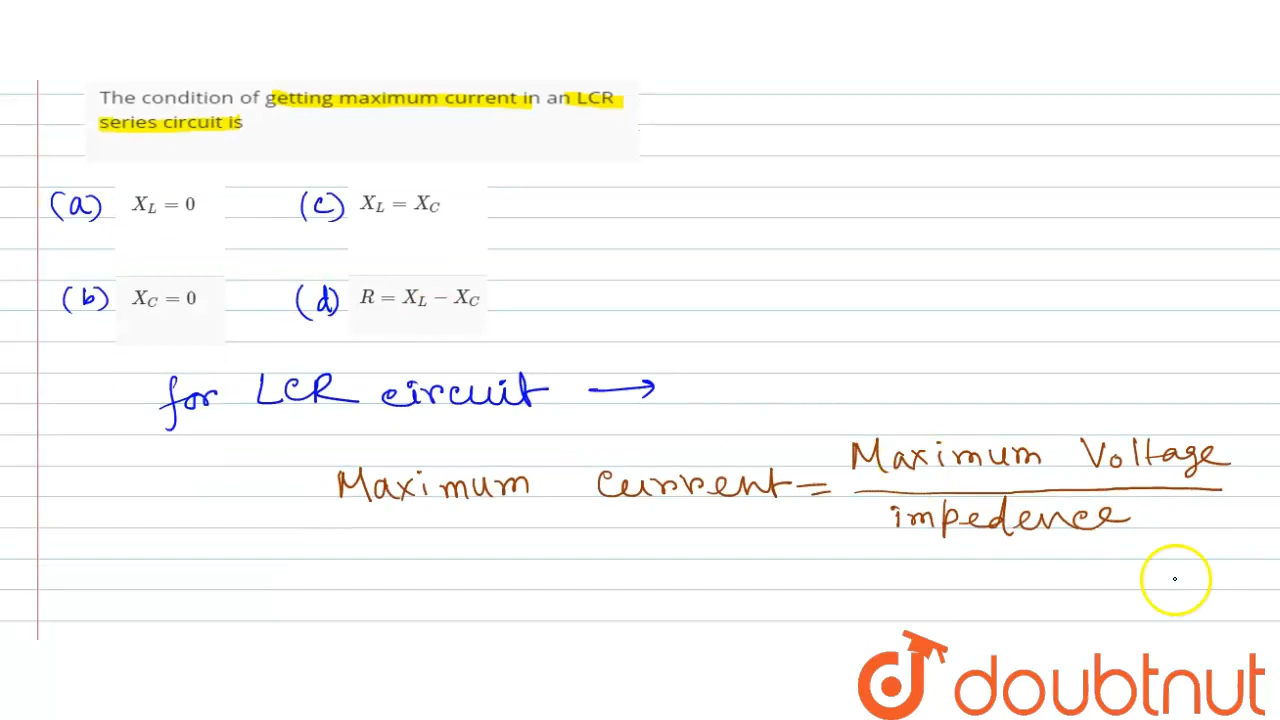 The condition of getting maximum current in an LCR
series circuit is
(a) X_L = 0 (c) X_L = X_C
(b) X_C = 0 (d) R = X_L − X_C
for LCR circuit →
Maximum Current = Maximum Voltage
impedence
doubtnut